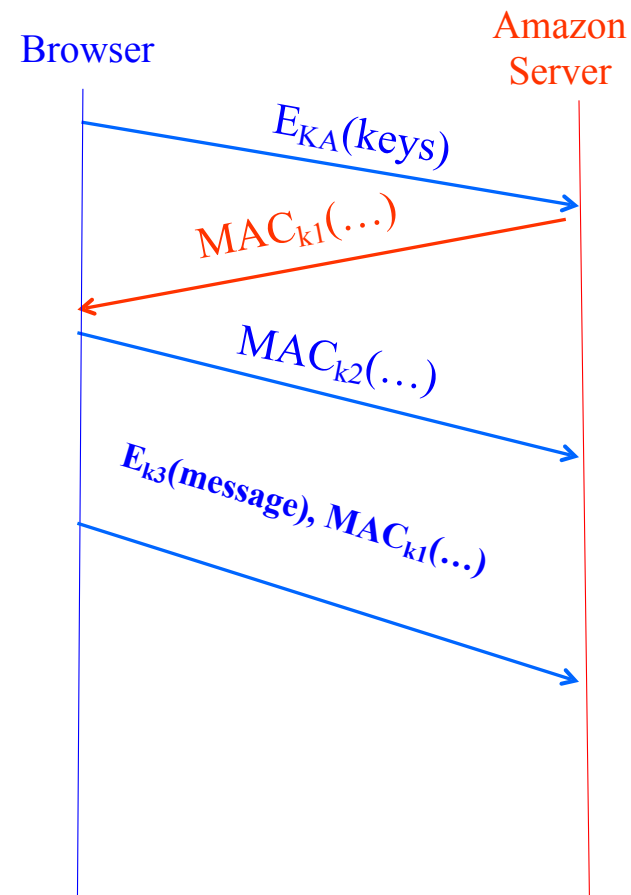 Browser
Amazon
Server
E_KA(keys)
MAC_k1(…)
MAC_k2(…)
E_k3(message), MAC_k1(…)